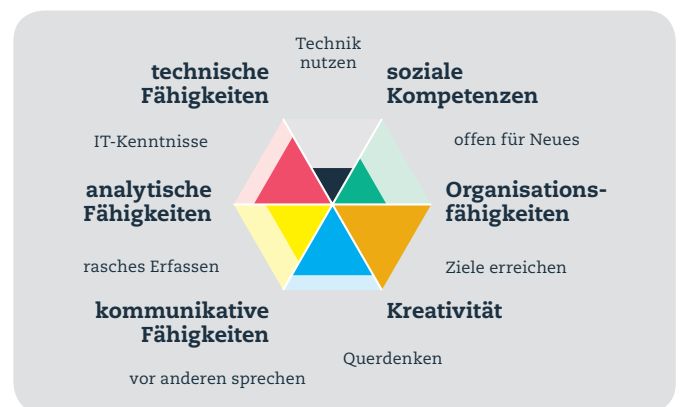 Technik
nutzen
technische
Fähigkeiten
soziale
Kompetenzen
IT-Kenntnisse
offen für Neues
analytische
Fähigkeiten
Organisations-
fähigkeiten
rasches Erfassen
Ziele erreichen
kommunikative
Fähigkeiten
Kreativität
Querdenken
vor anderen sprechen